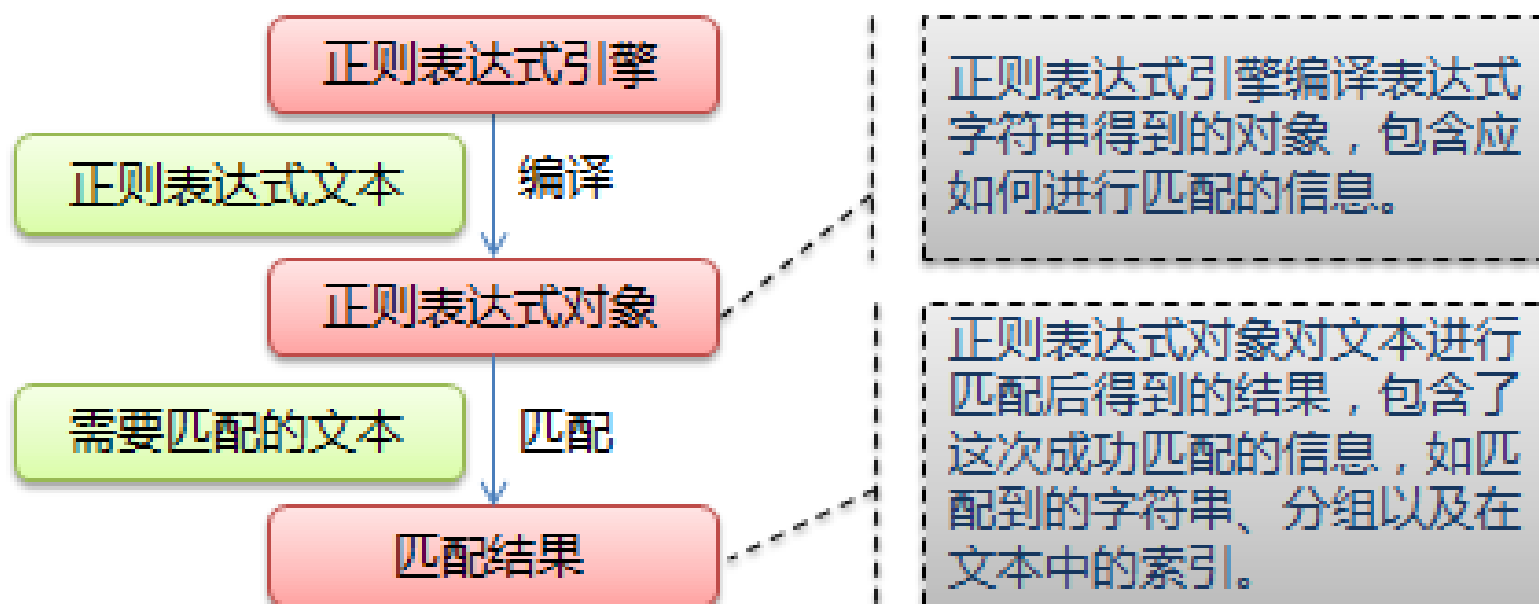 正则表达式引擎
正则表达式文本
编译
正则表达式对象
需要匹配的文本
匹配
匹配结果
正则表达式引擎编译表达式
字符串得到的对象，包含应
如何进行匹配的信息。
正则表达式对象对文本进行
匹配后得到的结果，包含了
这次成功匹配的信息，如匹
配到的字符串、分组以及在
文本中的索引。